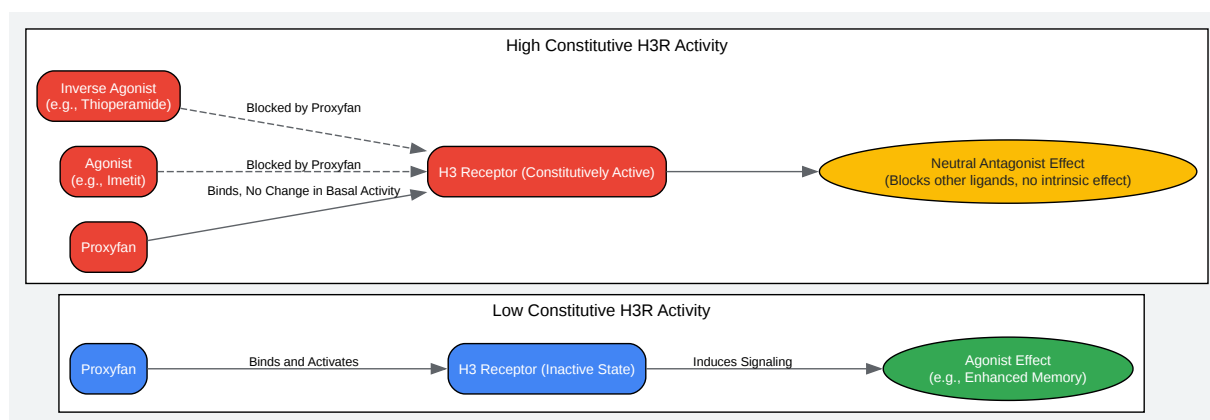 High Constitutive H3R Activity
Inverse Agonist
(e.g., Thioperamide)
Blocked by Proxyfan
Agonist
(e.g., Imetit)
Blocked by Proxyfan
Binds, No Change in Basal Activity
Proxyfan
H3 Receptor (Constitutively Active)
Neutral Antagonist Effect
(Blocks other ligands, no intrinsic effect)
Low Constitutive H3R Activity
Proxyfan
Binds and Activates
H3 Receptor (Inactive State)
Induces Signaling
Agonist Effect
(e.g., Enhanced Memory)